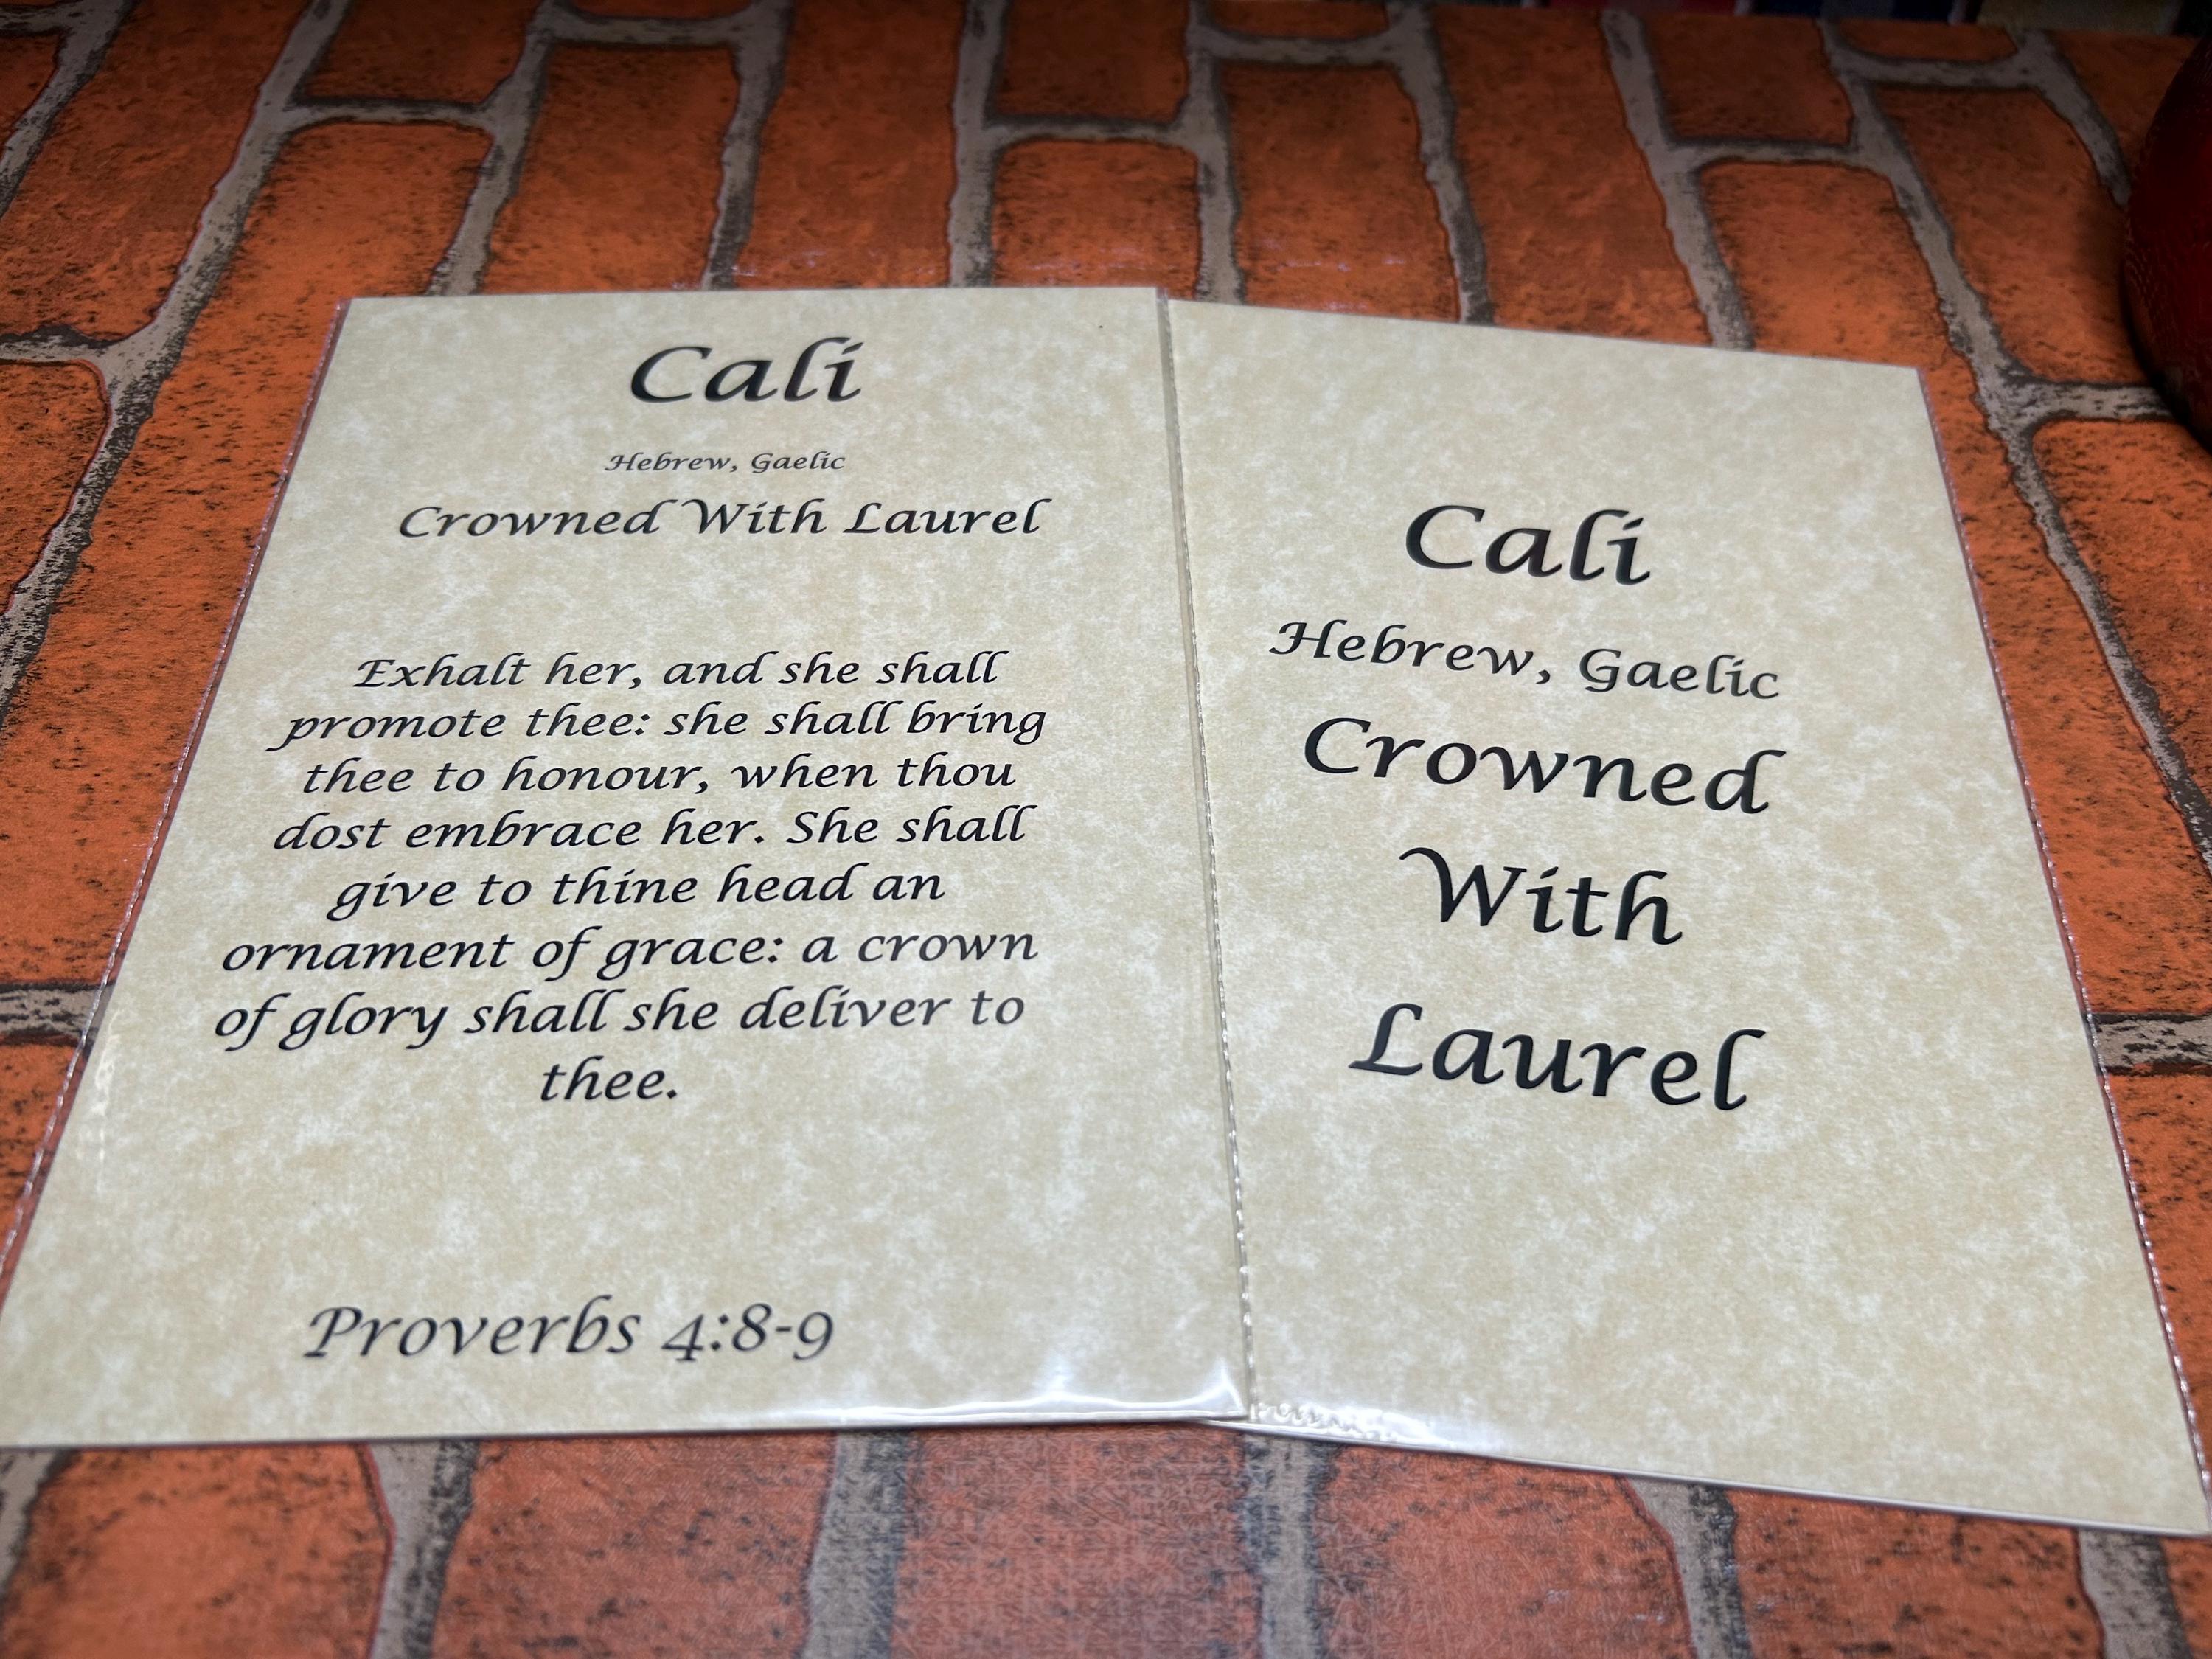 Cali
Hebrew, Gaelic
Crowned With Laurel
Exhalt her, and she shall
promote thee: she shall bring
thee to honour, when thou
dost embrace her. She shall
give to thine head an
ornament of grace: a crown
of glory shall she deliver to
thee.
Proverbs 4:8-9
Cali
Hebrew, Gaelic
Crowned
With
Laurel